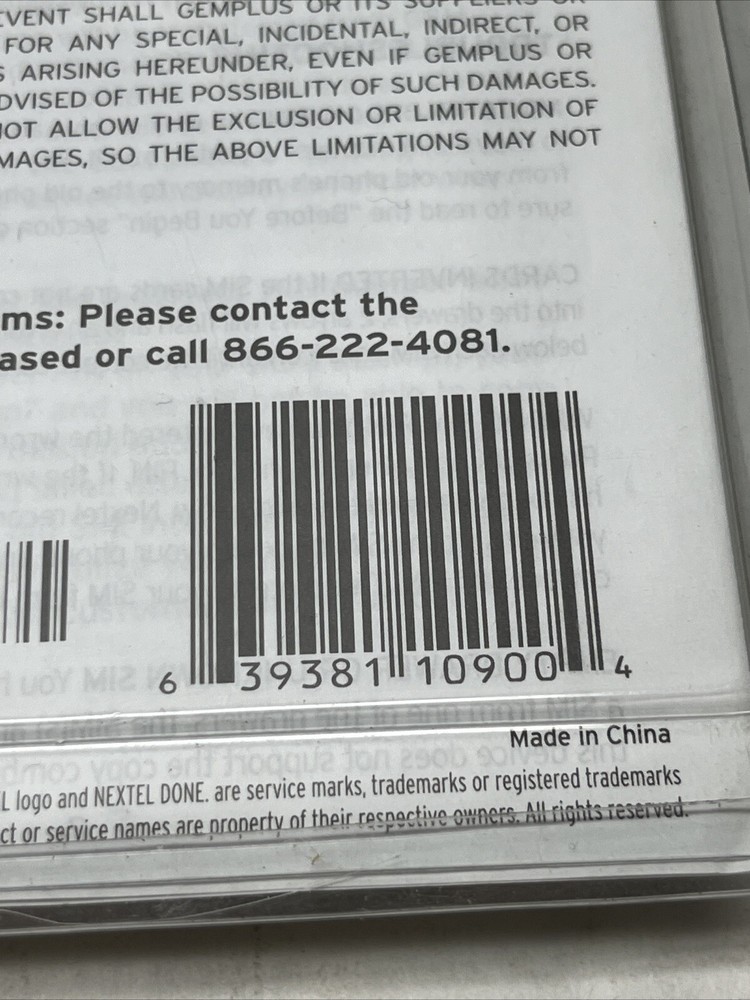 EVENT SHALL GEMPLUS OR ITS SUPPLIERS OR
FOR ANY SPECIAL, INCIDENTAL, INDIRECT, OR
S ARISING HEREUNDER, EVEN IF GEMPLUS OR
DVISED OF THE POSSIBILITY OF SUCH DAMAGES.
NOT ALLOW THE EXCLUSION OR LIMITATION OF
MAGES, SO THE ABOVE LIMITATIONS MAY NOT
ms: Please contact the
ased or call 866-222-4081.
6 39381 10900 4
Made in China
L logo and NEXTEL DONE. are service marks, trademarks or registered trademarks
ct or service names are property of their respective owners. All rights reserved.